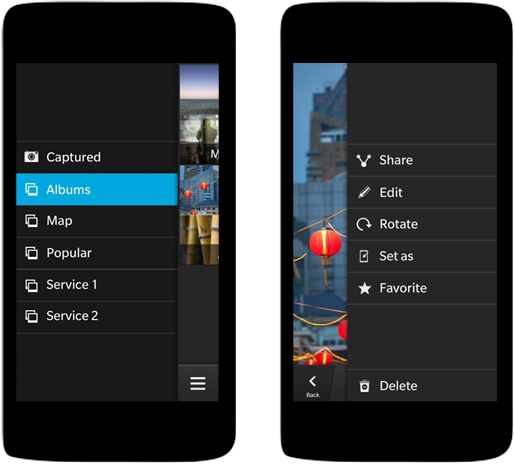 Captured
Albums
Map
Popular
Service 1
Service 2
M
Share
Edit
Rotate
Set as
Favorite
Delete
Back